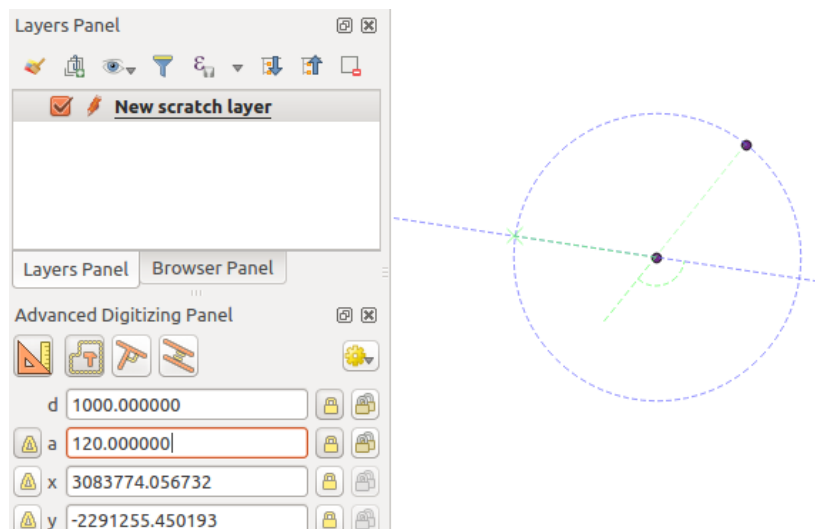 Layers Panel
New scratch layer
Layers Panel Browser Panel
Advanced Digitizing Panel
d 1000.000000
a 120.000000
x 3083774.056732
y -2291255.450193